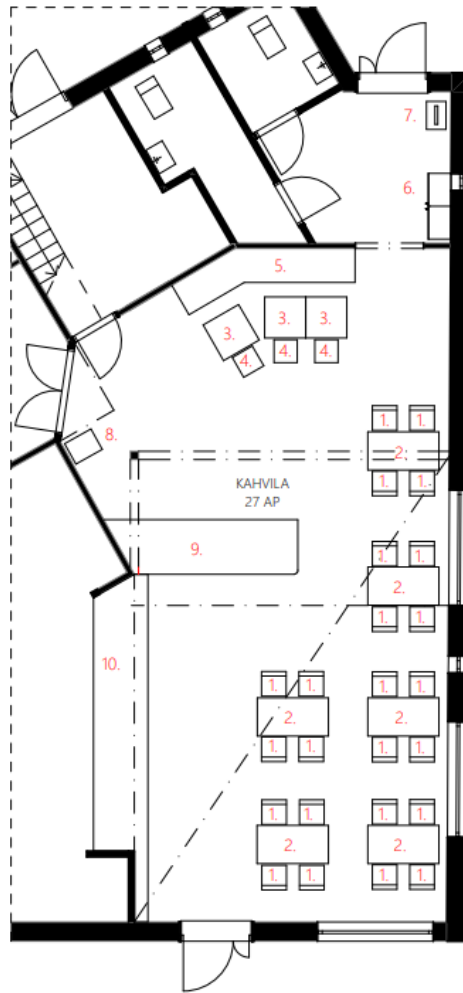 7.
6.
5.
3. 3. 3.
4. 4. 4.
8.
1. 1.
2.
1. 1.
KAHVILA
27 AP
9.
1. 1.
2.
1. 1.
10.
1. 1. 1. 1.
2. 2.
1. 1. 1. 1.
1. 1. 1. 1.
2. 2.
1. 1. 1. 1.